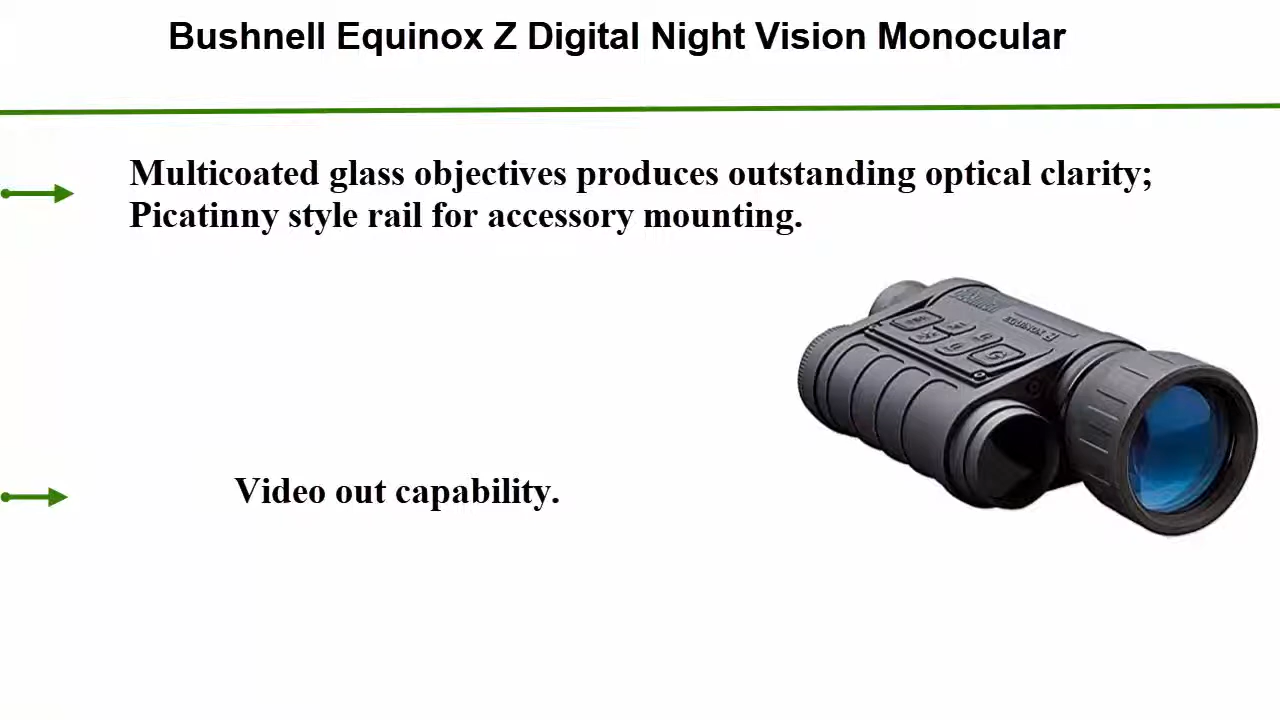 Bushnell Equinox Z Digital Night Vision Monocular
Multicoated glass objectives produces outstanding optical clarity;
Picatinny style rail for accessory mounting.
Video out capability.